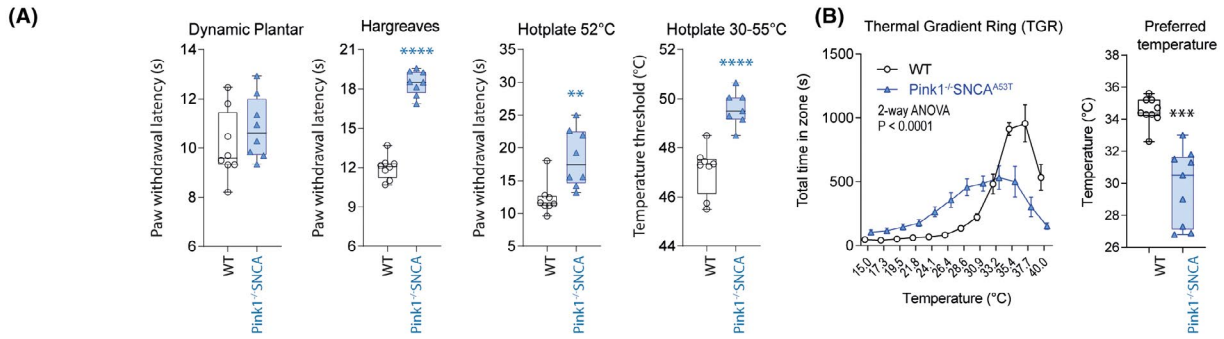 (A)
Dynamic Plantar
Paw withdrawal latency (s)
14
12
10
8
6
WT
Pink1-/-SNCA
Hargreaves
****
Paw withdrawal latency (s)
21
18
15
12
9
6
WT
Pink1-/-SNCA
Hotplate 52°C
**
Paw withdrawal latency (s)
35
30
25
20
15
10
5
WT
Pink1-/-SNCA
Hotplate 30-55°C
****
Temperature threshold (°C)
52
50
48
46
44
WT
Pink1-/-SNCA
(B)
Thermal Gradient Ring (TGR)
Total time in zone (s)
1500
1000
500
0
WT
Pink1-/-SNCAA53T
2-way ANOVA
P < 0.0001
15.0
17.3
19.5
21.8
24.1
26.4
28.6
30.9
33.2
35.4
37.7
40.0
Temperature (°C)
Preferred
temperature
***
Temperature (°C)
38
36
34
32
30
28
26
WT
Pink1-/-SNCA